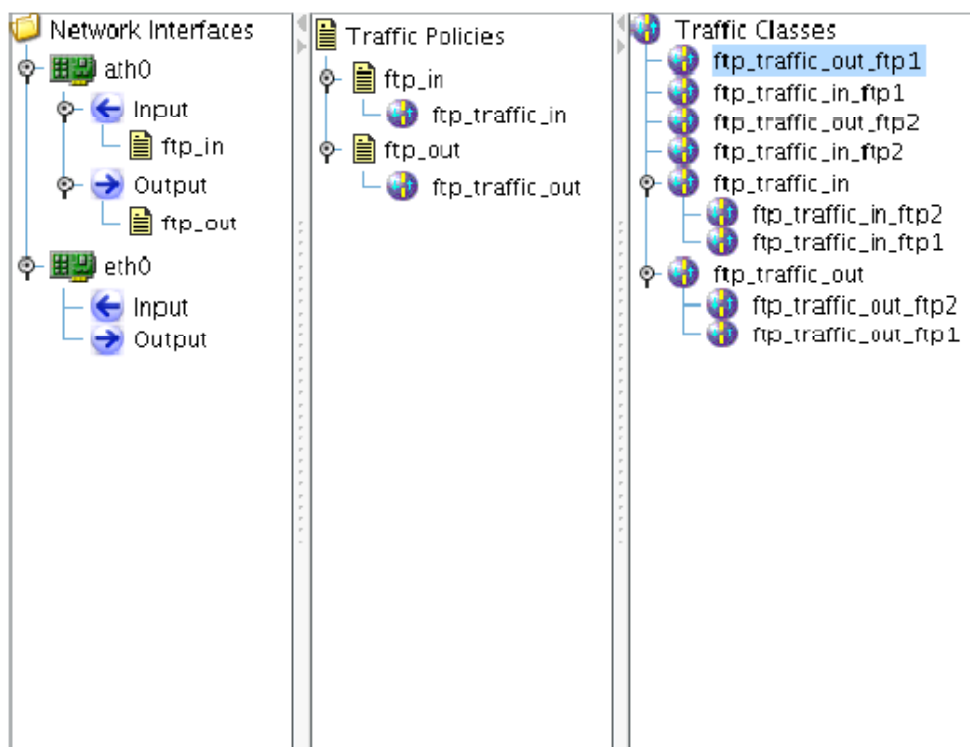 Network Interfaces
ath0
Input
ftp_in
Output
ftp_out
eth0
Input
Output
Traffic Policies
ftp_in
ftp_traffic_in
ftp_out
ftp_traffic_out
Traffic Classes
ftp_traffic_out_ftp1
ftp_traffic_in_ftp1
ftp_traffic_out_ftp2
ftp_traffic_in_ftp2
ftp_traffic_in
ftp_traffic_in_ftp2
ftp_traffic_in_ftp1
ftp_traffic_out
ftp_traffic_out_ftp2
ftp_traffic_out_ftp1